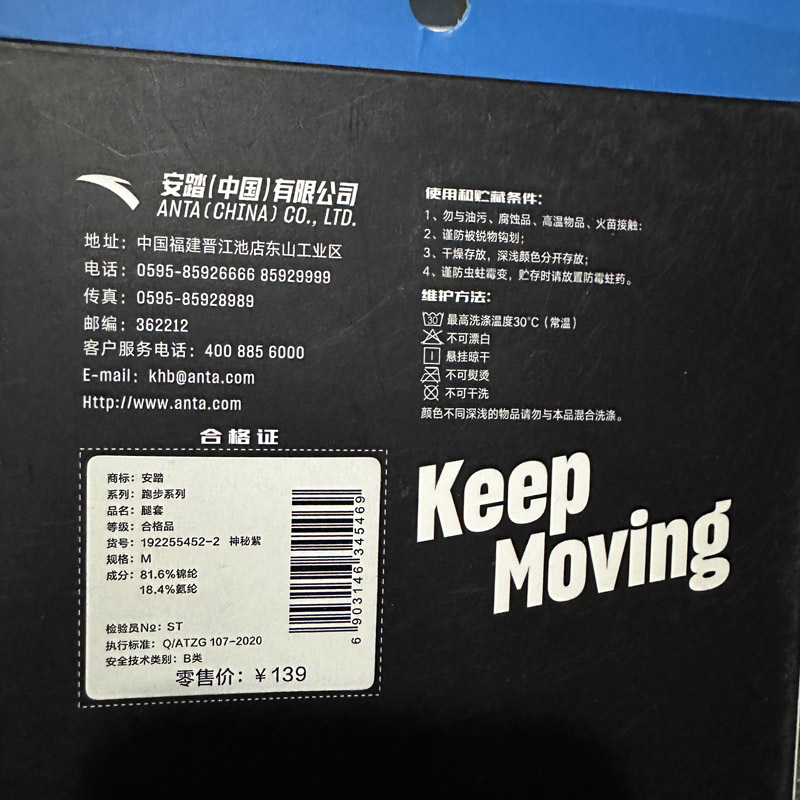 安踏(中国)有限公司
ANTA(CHINA) CO., LTD.
地址：中国福建晋江池店东山工业区
电话：0595-85926666 85929999
传真：0595-85928989
邮编：362212
客户服务电话：400 885 6000
E-mail：khb@anta.com
Http://www.anta.com
使用和贮藏条件：
1、勿与油污、腐蚀品、高温物品、火苗接触；
2、谨防被锐物钩划；
3、干燥存放，深浅颜色分开存放；
4、谨防虫蛀霉变，贮存时请放置防霉蛀药。
维护方法：
30 最高洗涤温度30℃（常温）
不可漂白
悬挂晾干
不可熨烫
不可干洗
颜色不同深浅的物品请勿与本品混合洗涤。
合格证
商标：安踏
系列：跑步系列
品名：腿套
等级：合格品
货号：192255452-2 神秘紫
规格：M
成分：81.6%锦纶
18.4%氨纶
检验员№：ST
执行标准：Q/ATZG 107-2020
安全技术类别：B类
零售价：￥139
6 903146 345469
Keep
Moving